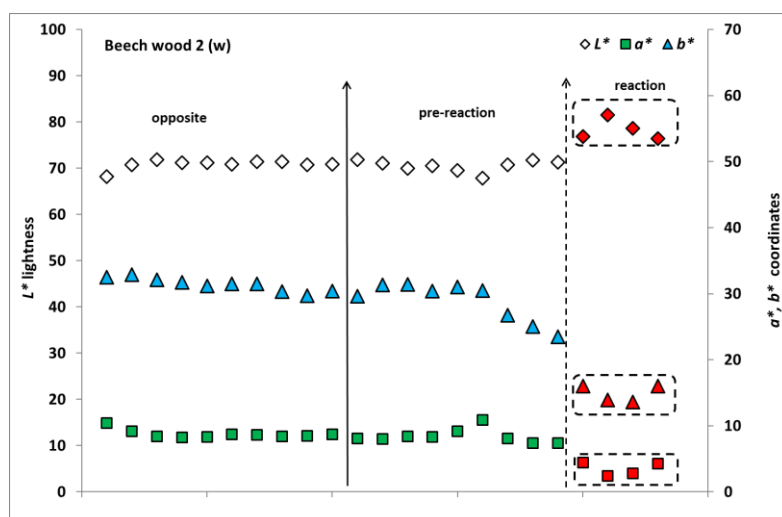 Beech wood 2 (w)
L* a* b*
opposite
pre-reaction
reaction
L* lightness
a*, b* coordinates
100
90
80
70
60
50
40
30
20
10
0
70
60
50
40
30
20
10
0